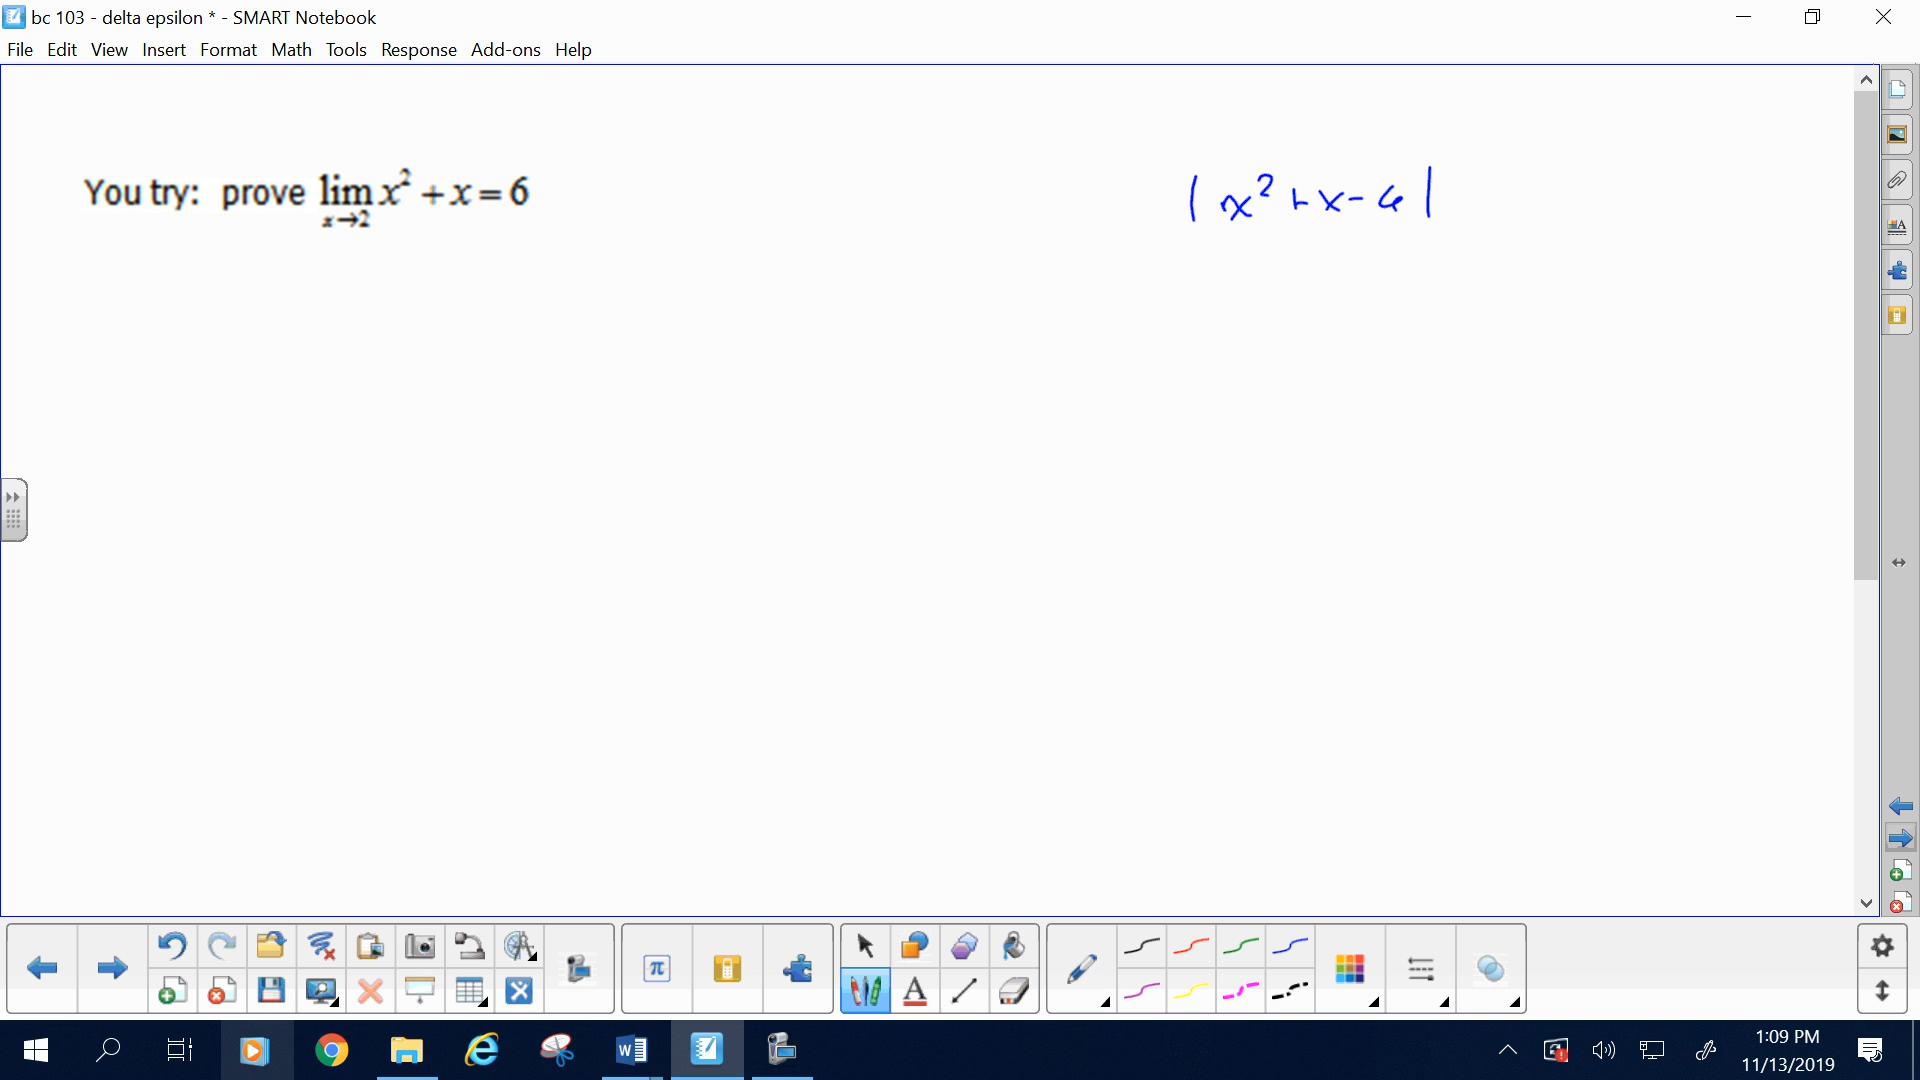 bc 103 - delta epsilon * - SMART Notebook
File Edit View Insert Format Math Tools Response Add-ons Help
You try: prove lim x² + x = 6
x→2
| x² + x - 6 |
1:09 PM
11/13/2019